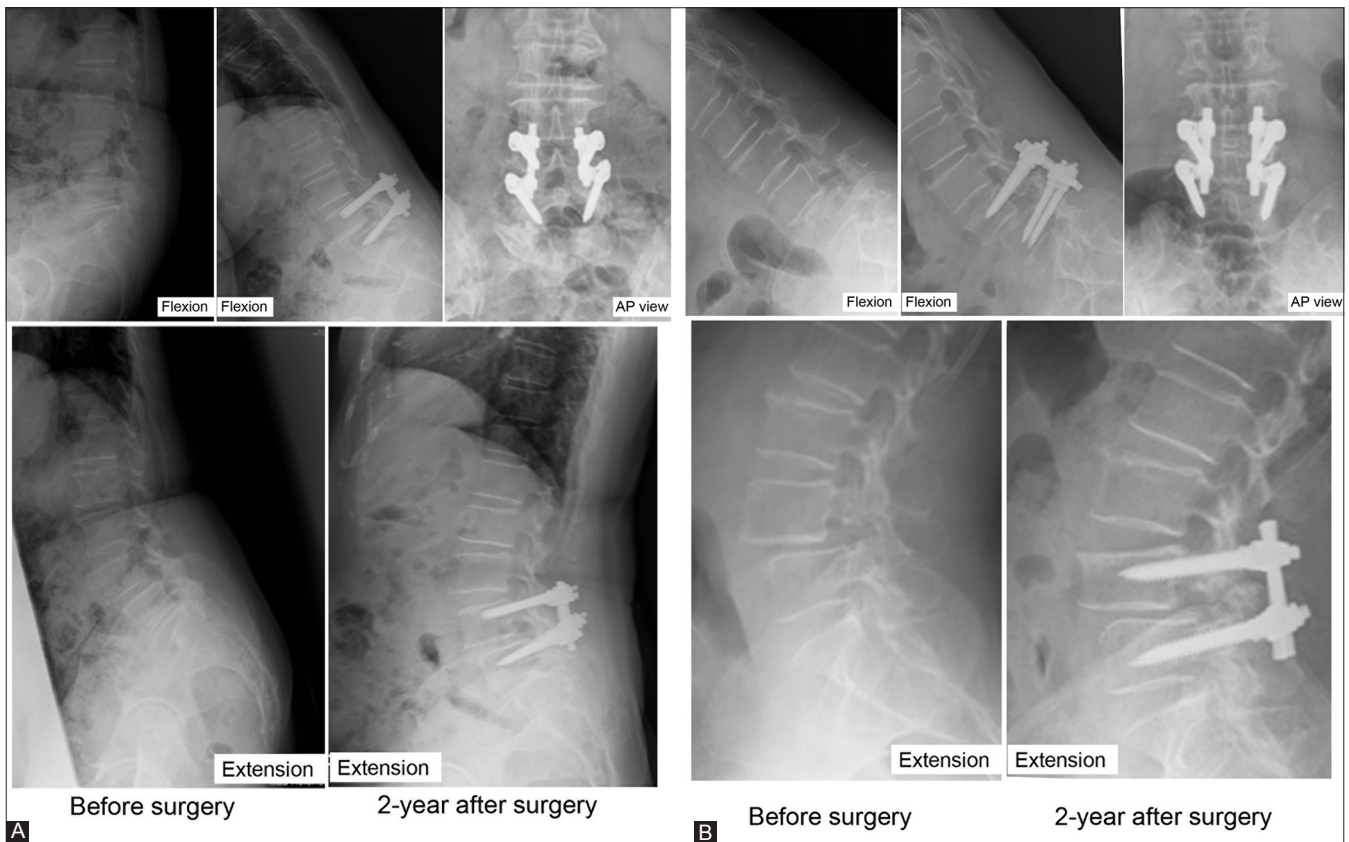 Flexion
Flexion
AP view
Extension
Extension
Before surgery
2-year after surgery
A
Flexion
Flexion
AP view
Extension
Extension
Before surgery
2-year after surgery
B